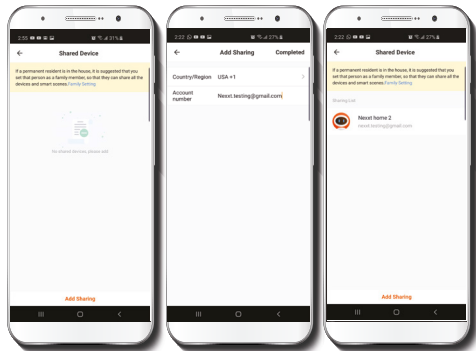 2:55 31%
Shared Device
If a permanent resident is in the house, it is suggested that you
set that person as a family member, so that they can share all the
devices and smart scenes.Family Setting
No shared devices, please add
Add Sharing
2:22 27%
Add Sharing Completed
Country/Region USA +1
Account
number
Nexxt.testing@gmail.com
2:22 27%
Shared Device
If a permanent resident is in the house, it is suggested that you
set that person as a family member, so that they can share all the
devices and smart scenes.Family Setting
Sharing List
Nexxt home 2
nexxt.testing@gmail.com
Add Sharing